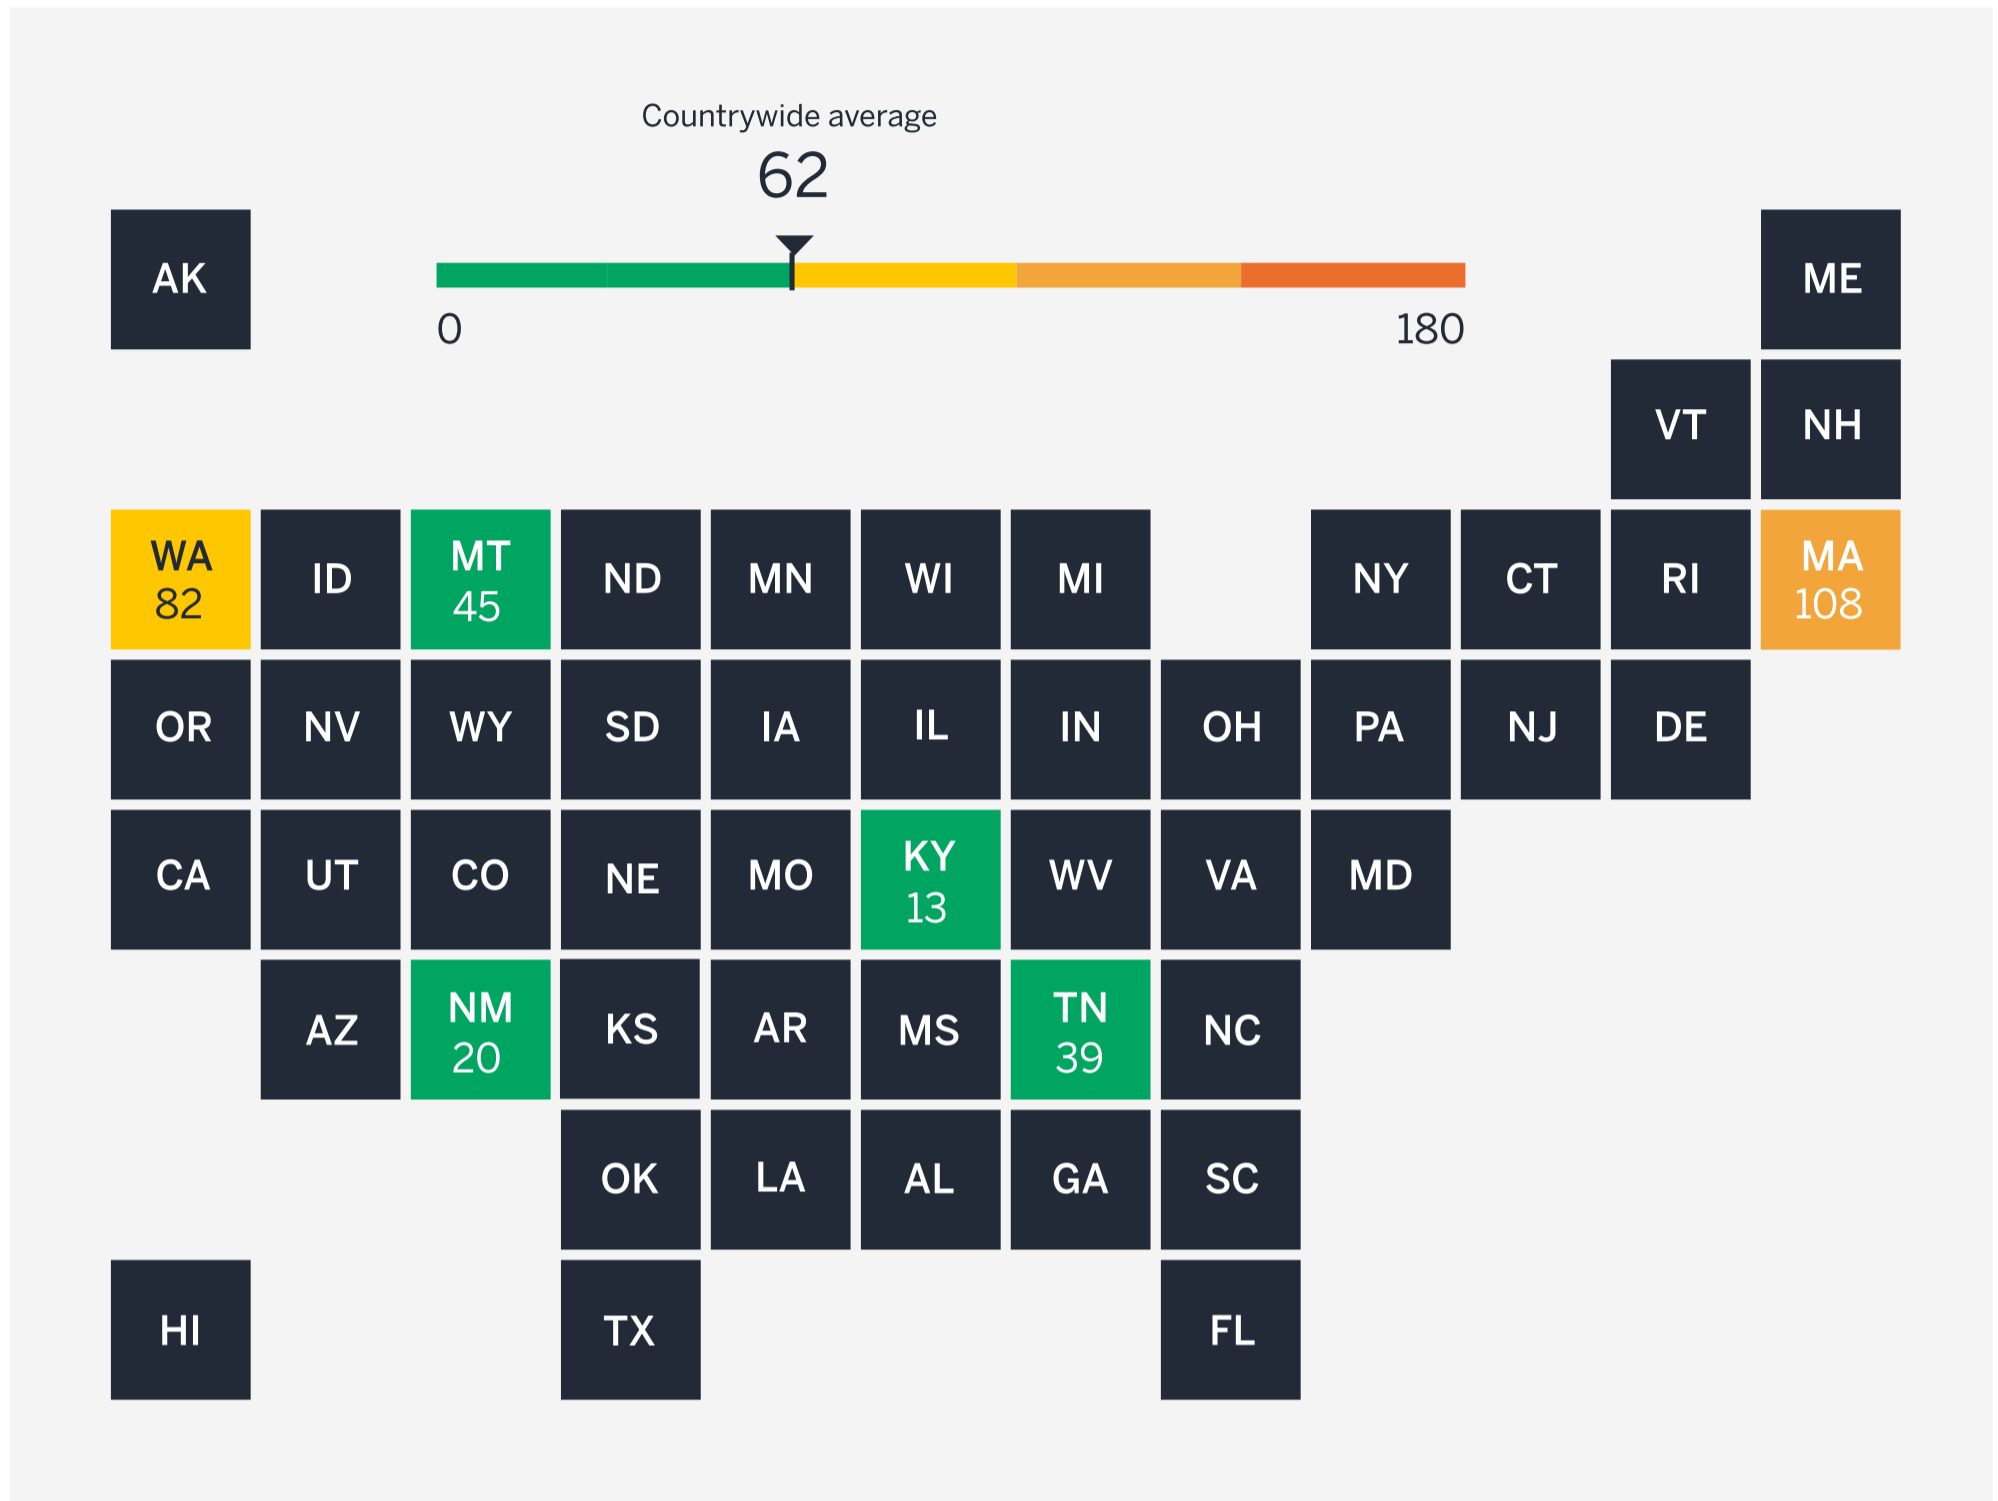 Countrywide average
62
0 180
AK ME
VT NH
WA ID MT ND MN WI MI NY CT RI MA
82 45 108
OR NV WY SD IA IL IN OH PA NJ DE
CA UT CO NE MO KY WV VA MD
13
AZ NM KS AR MS TN NC
20 39
OK LA AL GA SC
HI TX FL